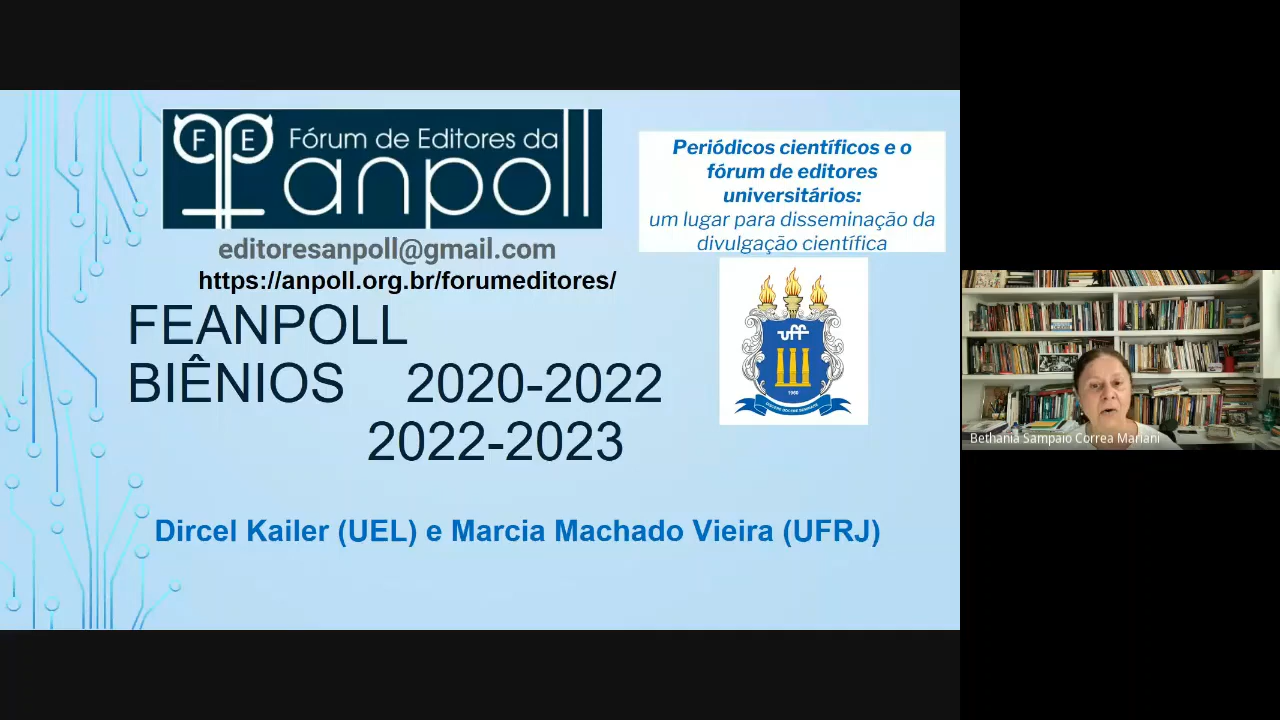 F E Fórum de Editores da
anpoll
editoresanpoll@gmail.com
https://anpoll.org.br/forumeditores/
Periódicos científicos e o
fórum de editores
universitários:
um lugar para disseminação da
divulgação científica
uff
1960
FEANPOLL
BIÊNIOS 2020-2022
2022-2023
Dircel Kailer (UEL) e Marcia Machado Vieira (UFRJ)
Bethania Sampaio Correa Mariani